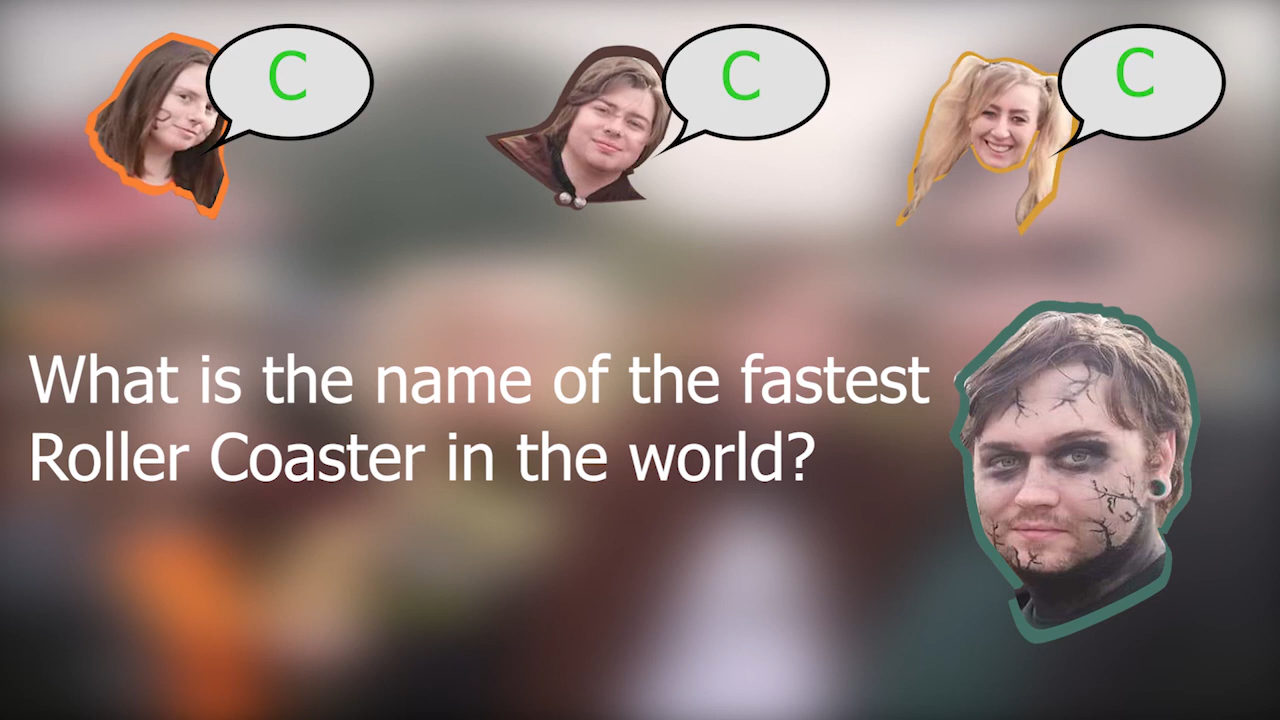 C
C
C
What is the name of the fastest
Roller Coaster in the world?